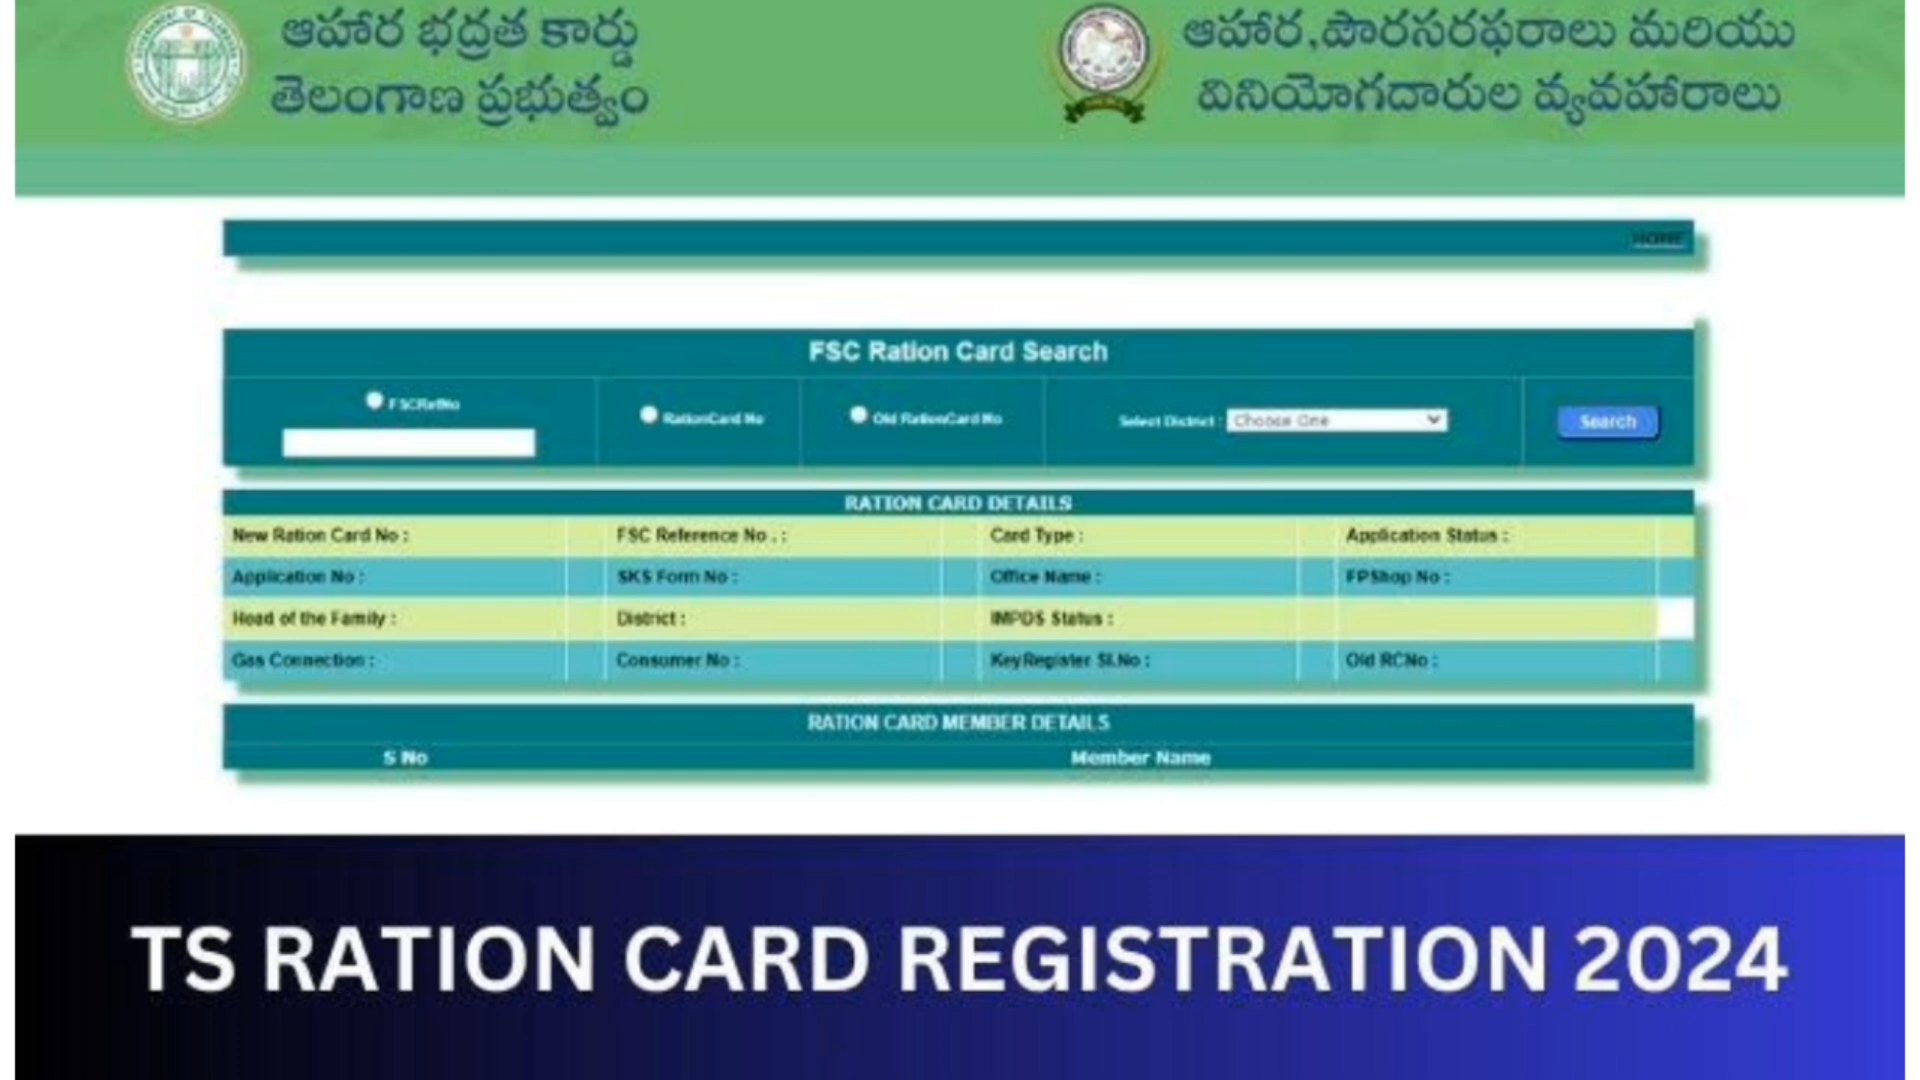 ఆహార భద్రత కార్డు
తెలంగాణ ప్రభుత్వం
ఆహార,పౌరసరఫరాలు మరియు
వినియోగదారుల వ్యవహారాలు
HOME
FSC Ration Card Search
FSCRefNo
RationCard No
Old RationCard No
Select District :
Choose One
Search
RATION CARD DETAILS
New Ration Card No :
FSC Reference No . :
Card Type :
Application Status :
Application No :
SKS Form No :
Office Name :
FPShop No :
Head of the Family :
District :
IMPDS Status :
Gas Connection :
Consumer No :
KeyRegister Sl.No :
Old RCNo :
RATION CARD MEMBER DETAILS
S No
Member Name
TS RATION CARD REGISTRATION 2024